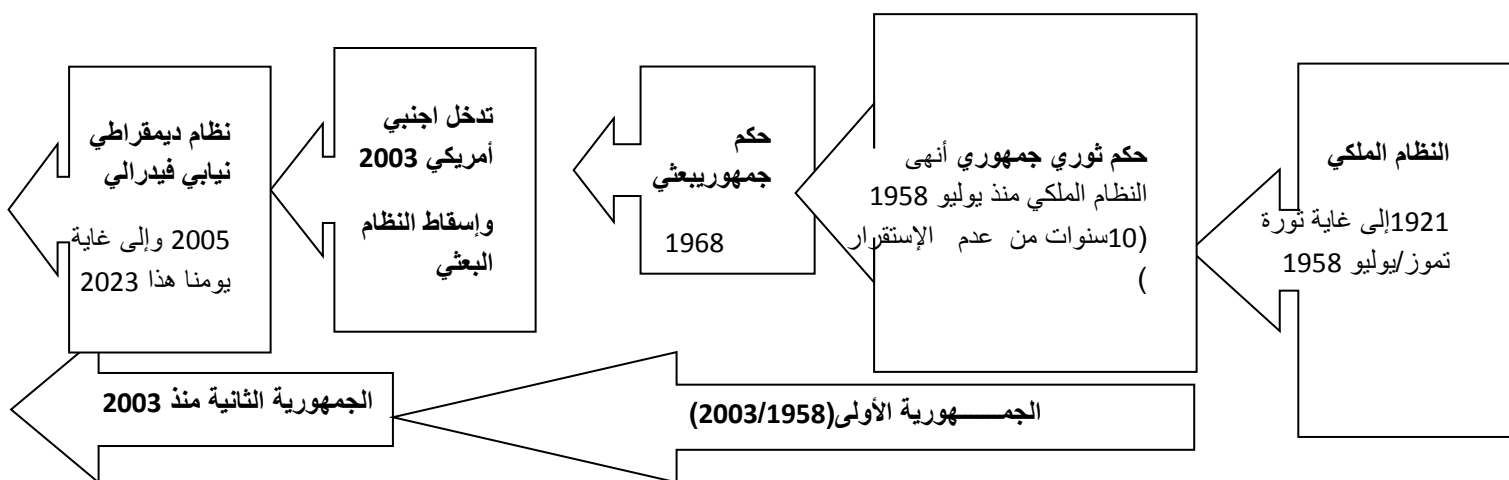 النظام الملكي
1921إلى غاية ثورة
تموز/يوليو 1958
حكم ثوري جمهوري أنهى
النظام الملكي منذ يوليو 1958
(10سنوات من عدم الإستقرار
)
حكم
جمهوريبعثي
1968
تدخل اجنبي
أمريكي 2003
وإسقاط النظام
البعثي
نظام ديمقراطي
نيابي فيدرالي
2005 وإلى غاية
يومنا هذا 2023
الجمـــــــهورية الأولى(2003/1958)
الجمهورية الثانية منذ 2003